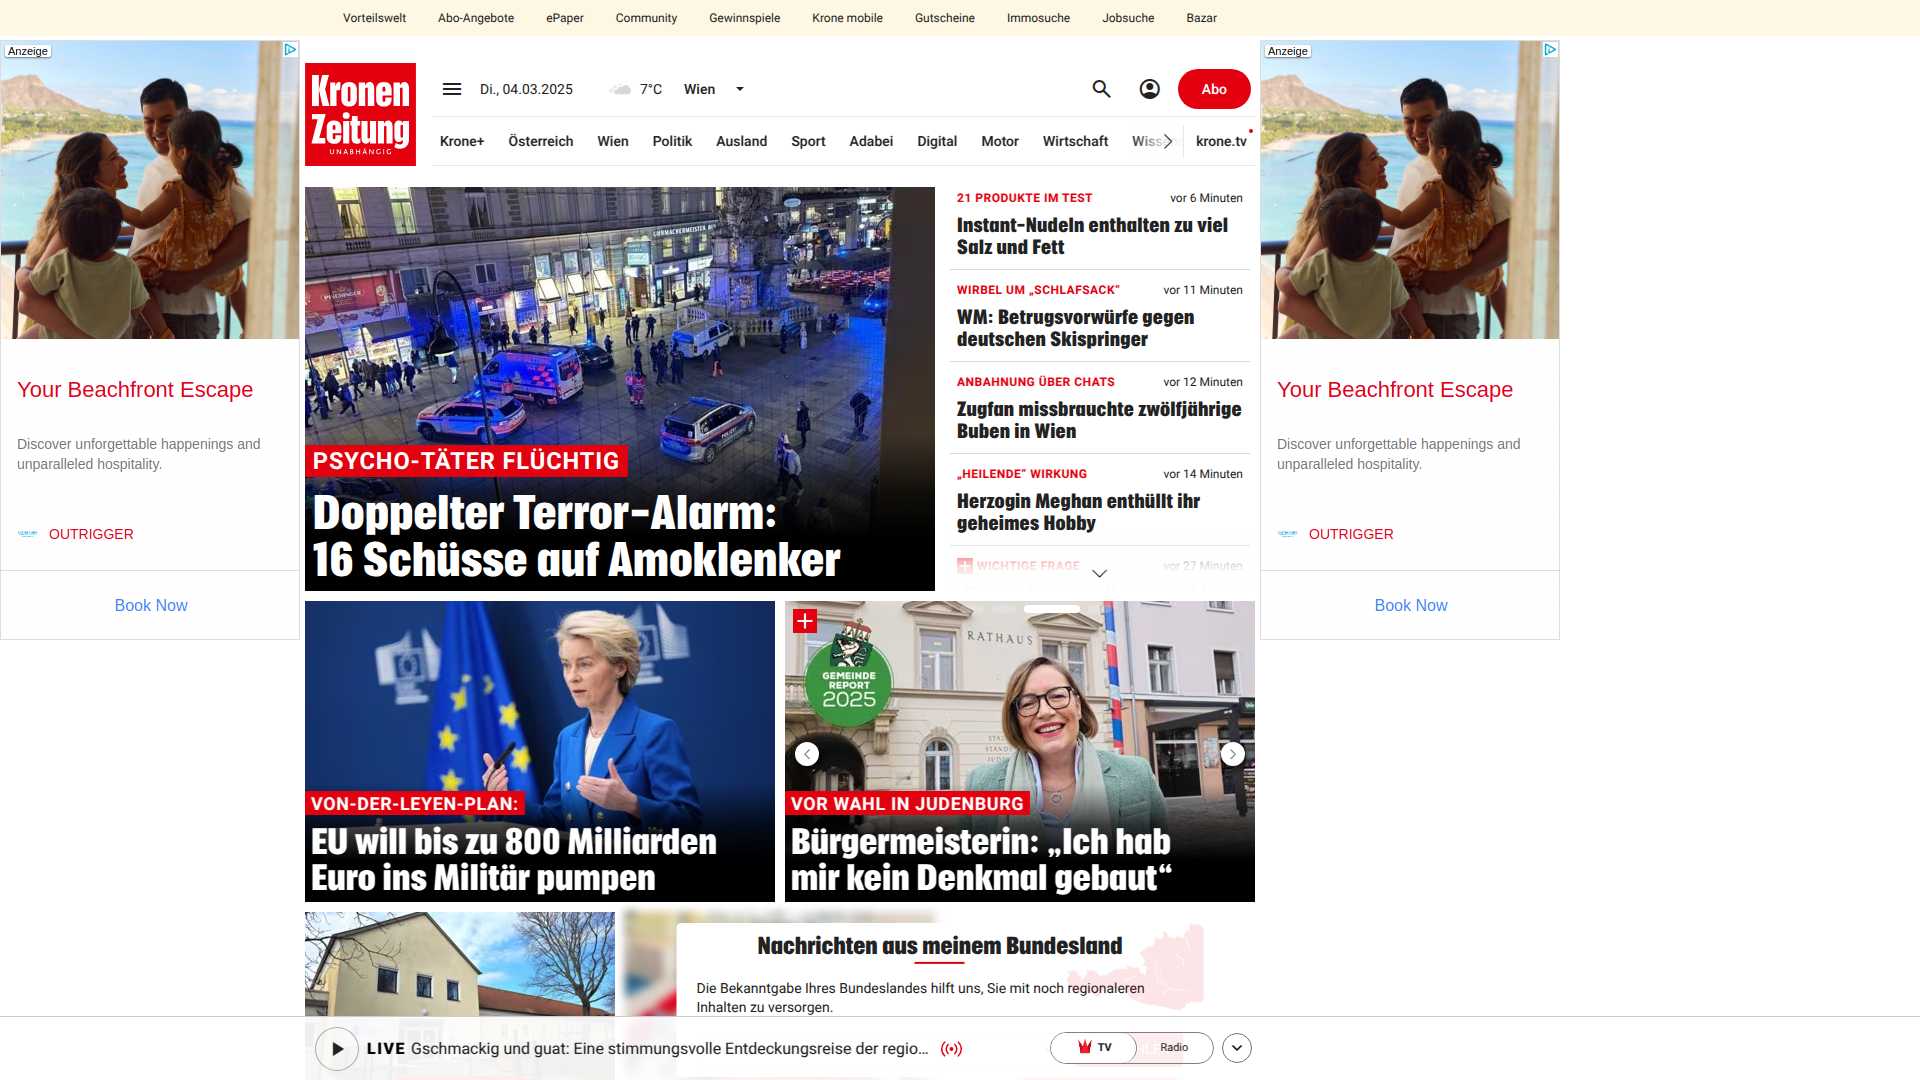 Vorteilswelt Abo-Angebote ePaper Community Gewinnspiele Krone mobile Gutscheine Immosuche Jobsuche Bazar
Anzeige
Your Beachfront Escape
Discover unforgettable happenings and
unparalleled hospitality.
OUTRIGGER
Book Now
Kronen
Zeitung
UNABHÄNGIG
Di., 04.03.2025 7°C Wien
Abo
Krone+ Österreich Wien Politik Ausland Sport Adabei Digital Motor Wirtschaft krone.tv
PSYCHO-TÄTER FLÜCHTIG
Doppelter Terror-Alarm:
16 Schüsse auf Amoklenker
21 PRODUKTE IM TEST vor 6 Minuten
Instant-Nudeln enthalten zu viel
Salz und Fett
WIRBEL UM „SCHLAFSACK“ vor 11 Minuten
WM: Betrugsvorwürfe gegen
deutschen Skispringer
ANBAHNUNG ÜBER CHATS vor 12 Minuten
Zugfan missbrauchte zwölfjährige
Buben in Wien
„HEILENDE“ WIRKUNG vor 14 Minuten
Herzogin Meghan enthüllt ihr
geheimes Hobby
WICHTIGE FRAGE vor 27 Minuten
VON-DER-LEYEN-PLAN:
EU will bis zu 800 Milliarden
Euro ins Militär pumpen
RATHAUS
GEMEINDE
REPORT
2025
VOR WAHL IN JUDENBURG
Bürgermeisterin: „Ich hab
mir kein Denkmal gebaut“
Anzeige
Your Beachfront Escape
Discover unforgettable happenings and
unparalleled hospitality.
OUTRIGGER
Book Now
Nachrichten aus meinem Bundesland
Die Bekanntgabe Ihres Bundeslandes hilft uns, Sie mit noch regionaleren
Inhalten zu versorgen.
LIVE Gschmackig und guat: Eine stimmungsvolle Entdeckungsreise der regio...
TV Radio